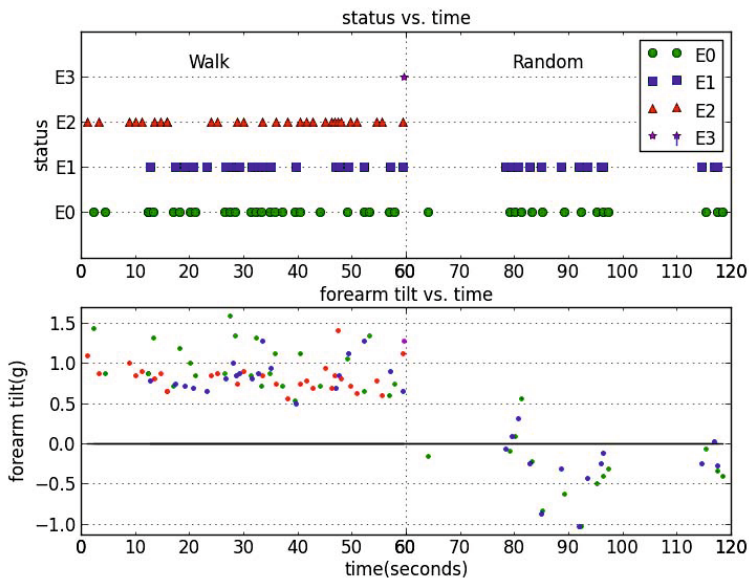 status vs. time
Walk
Random
E0
E1
E2
E3
E3
E2
E1
E0
status
0 10 20 30 40 50 60 70 80 90 100 110 120
forearm tilt vs. time
1.5
1.0
0.5
0.0
−0.5
−1.0
forearm tilt(g)
0 10 20 30 40 50 60 70 80 90 100 110 120
time(seconds)